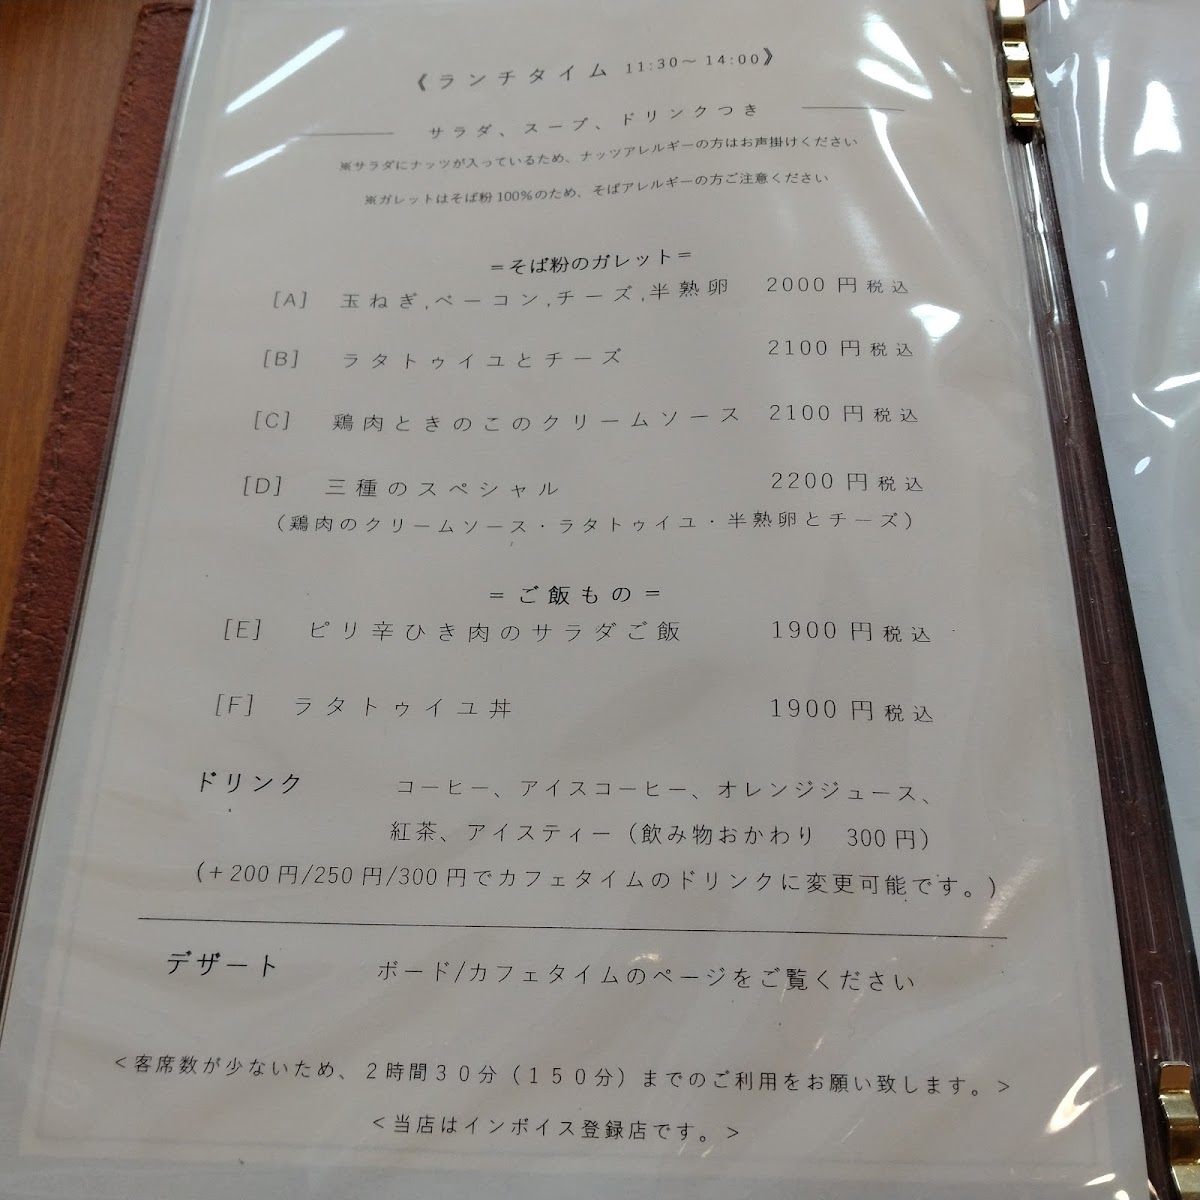 《ランチタイム 11:30～14:00》
サラダ、スープ、ドリンクつき
※サラダにナッツが入っているため、ナッツアレルギーの方はお声掛けください
※ガレットはそば粉100%のため、そばアレルギーの方ご注意ください
＝そば粉のガレット＝
[A] 玉ねぎ,ベーコン,チーズ,半熟卵 2000円税込
[B] ラタトゥイユとチーズ 2100円税込
[C] 鶏肉ときのこのクリームソース 2100円税込
[D] 三種のスペシャル 2200円税込
（鶏肉のクリームソース・ラタトゥイユ・半熟卵とチーズ）
＝ご飯もの＝
[E] ピリ辛ひき肉のサラダご飯 1900円税込
[F] ラタトゥイユ丼 1900円税込
ドリンク コーヒー、アイスコーヒー、オレンジジュース、
紅茶、アイスティー（飲み物おかわり 300円）
(＋200円/250円/300円でカフェタイムのドリンクに変更可能です。)
デザート ボード/カフェタイムのページをご覧ください
＜客席数が少ないため、２時間３０分（１５０分）までのご利用をお願い致します。＞
＜当店はインボイス登録店です。＞